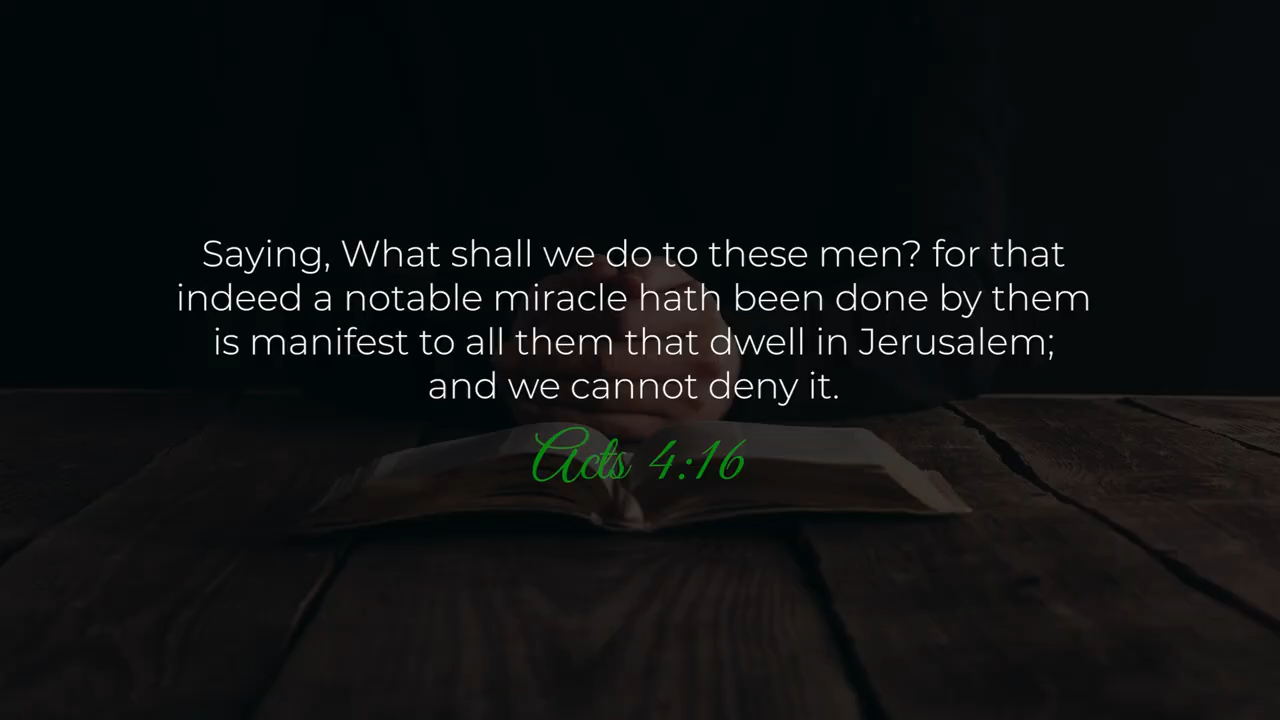 Saying, What shall we do to these men? for that
indeed a notable miracle hath been done by them
is manifest to all them that dwell in Jerusalem;
and we cannot deny it.
Acts 4:16